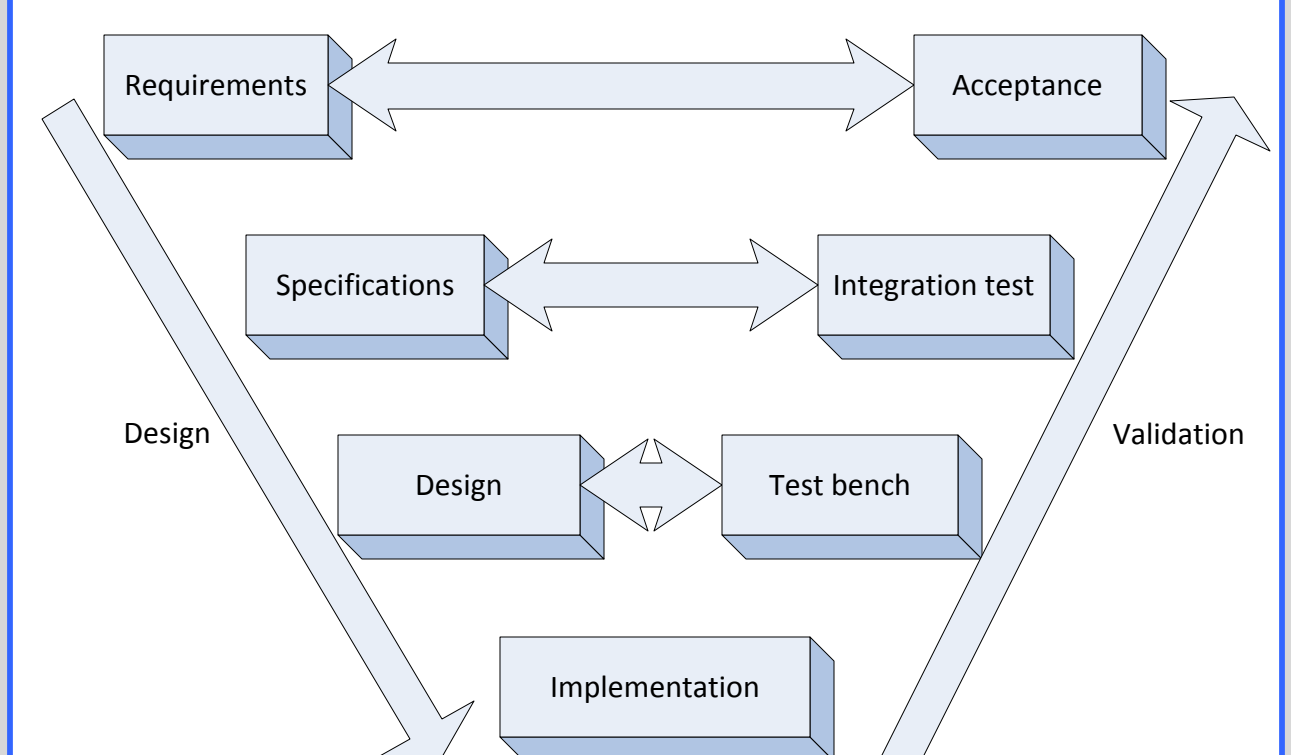 Requirements
Acceptance
Specifications
Integration test
Design
Validation
Design
Test bench
Implementation